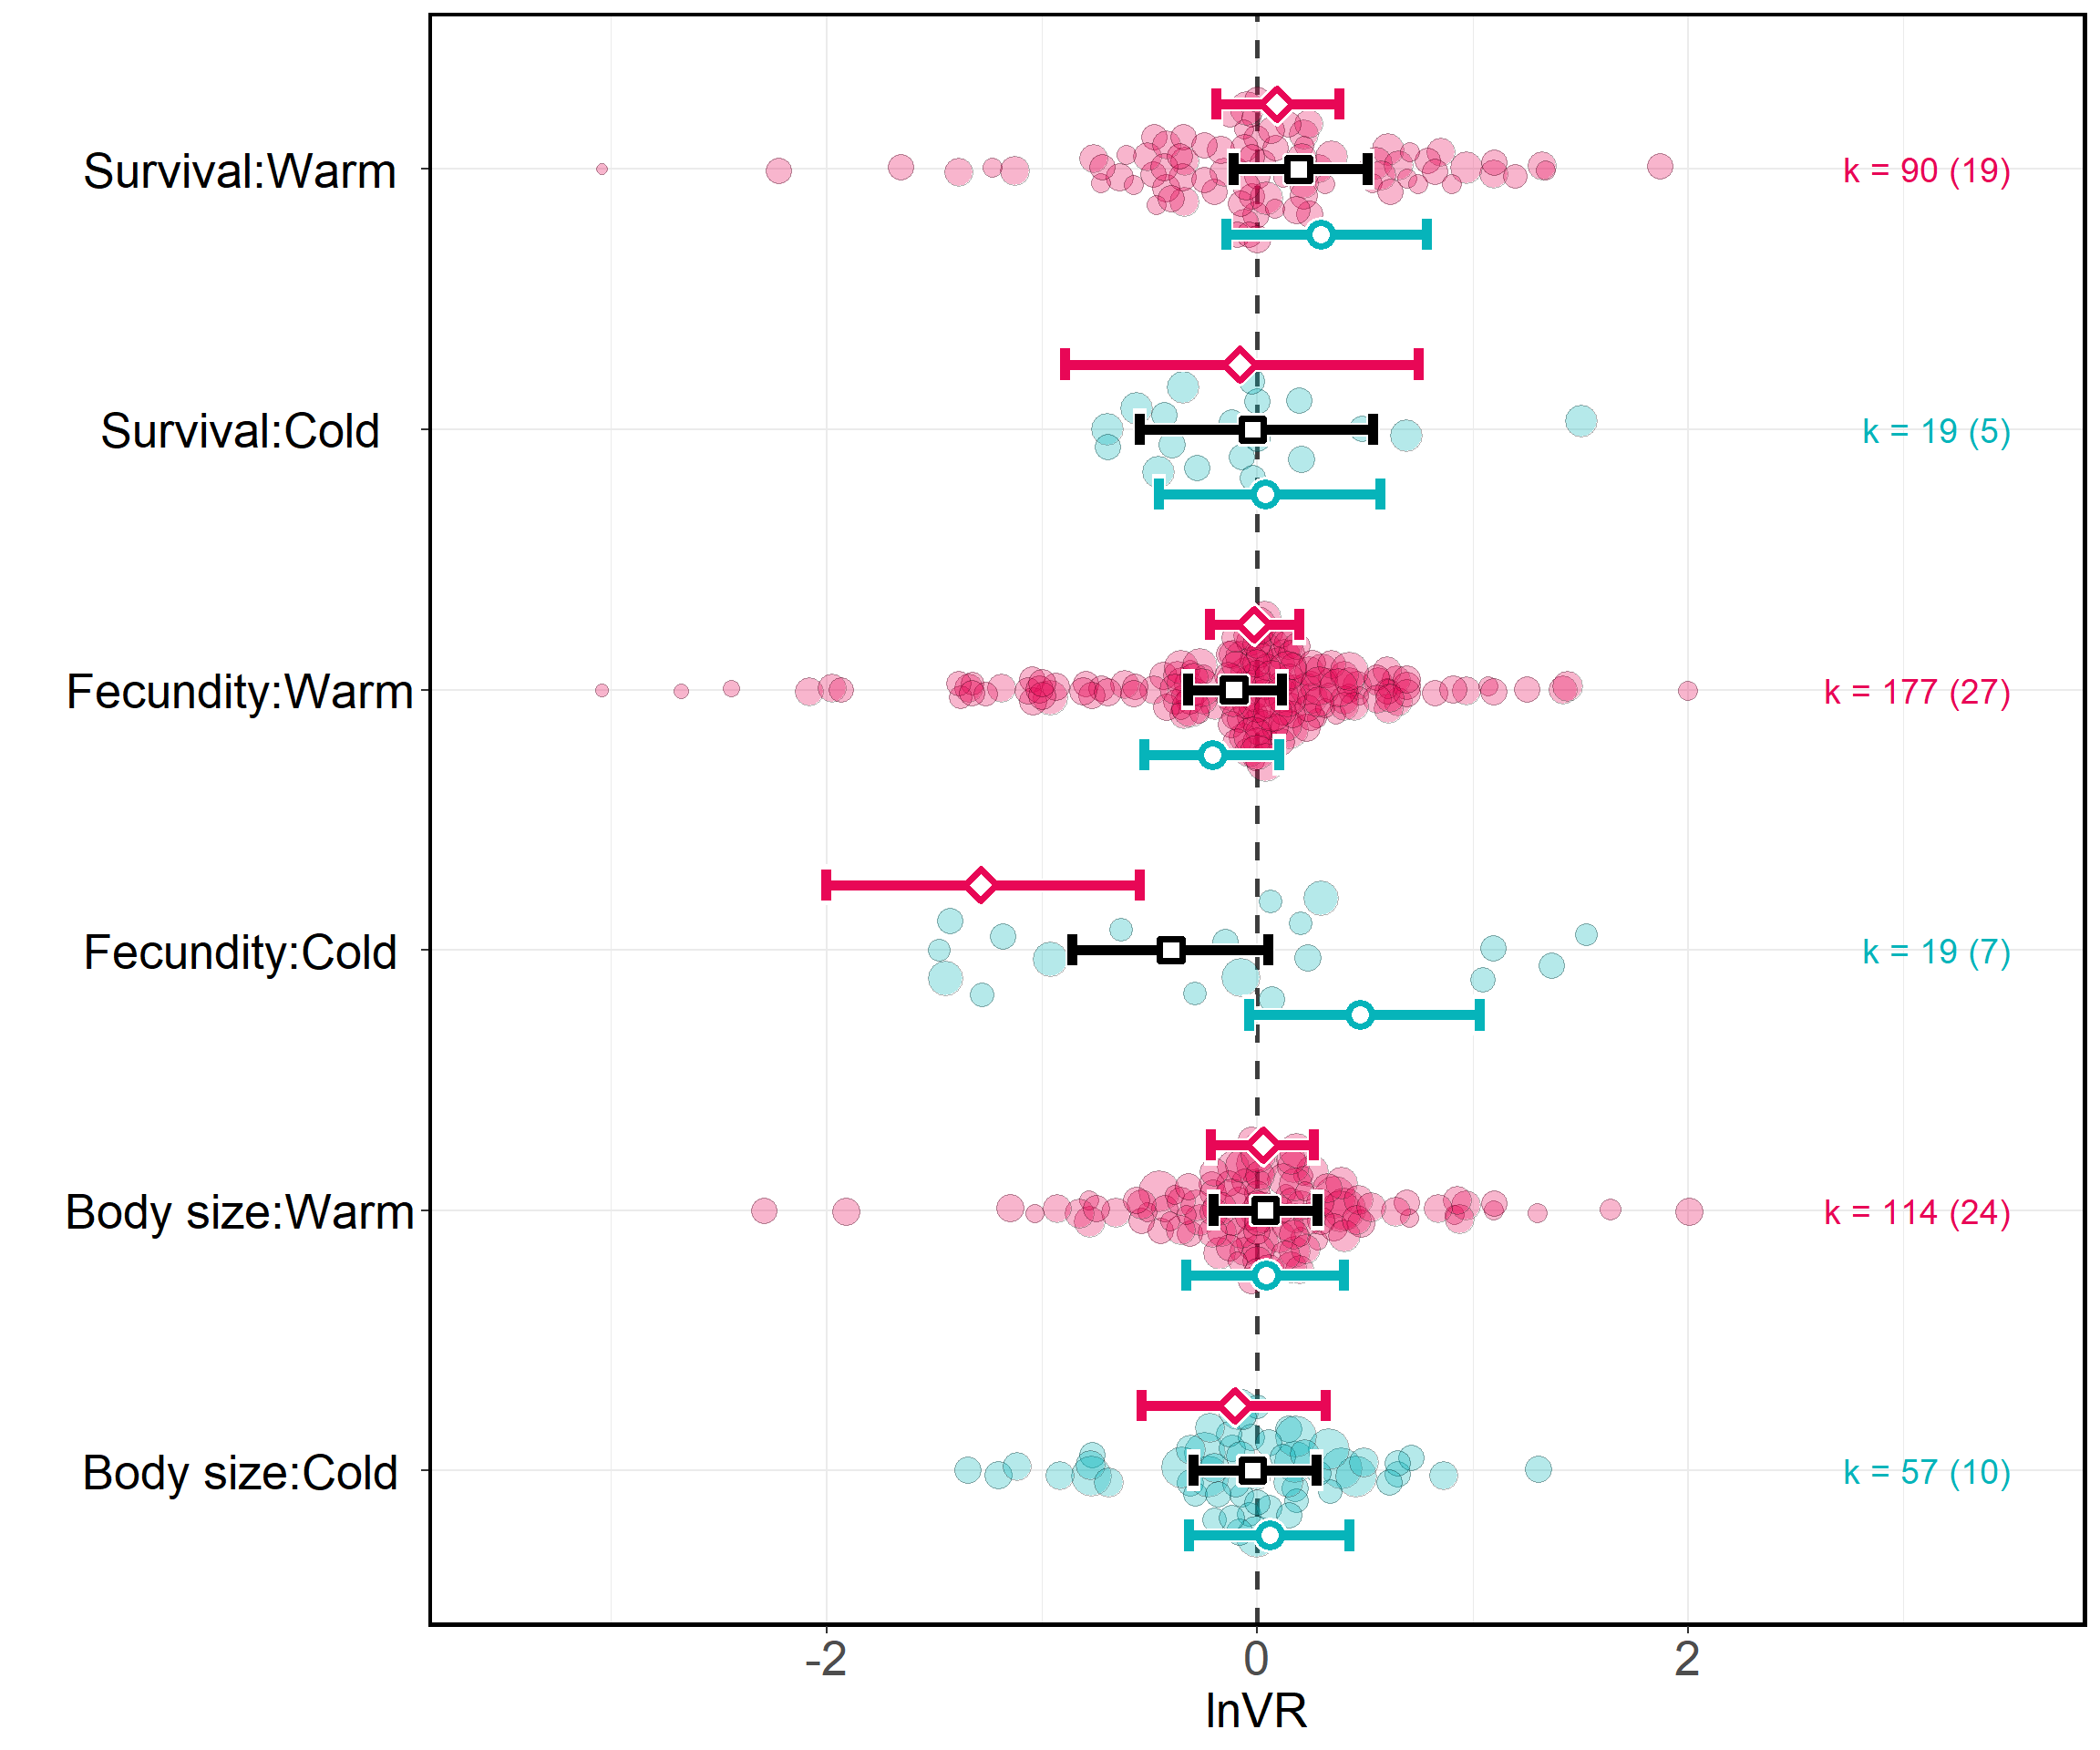 Survival:Warm k = 90 (19)
Survival:Cold k = 19 (5)
Fecundity:Warm k = 177 (27)
Fecundity:Cold k = 19 (7)
Body size:Warm k = 114 (24)
Body size:Cold k = 57 (10)
-2 0 2
lnVR